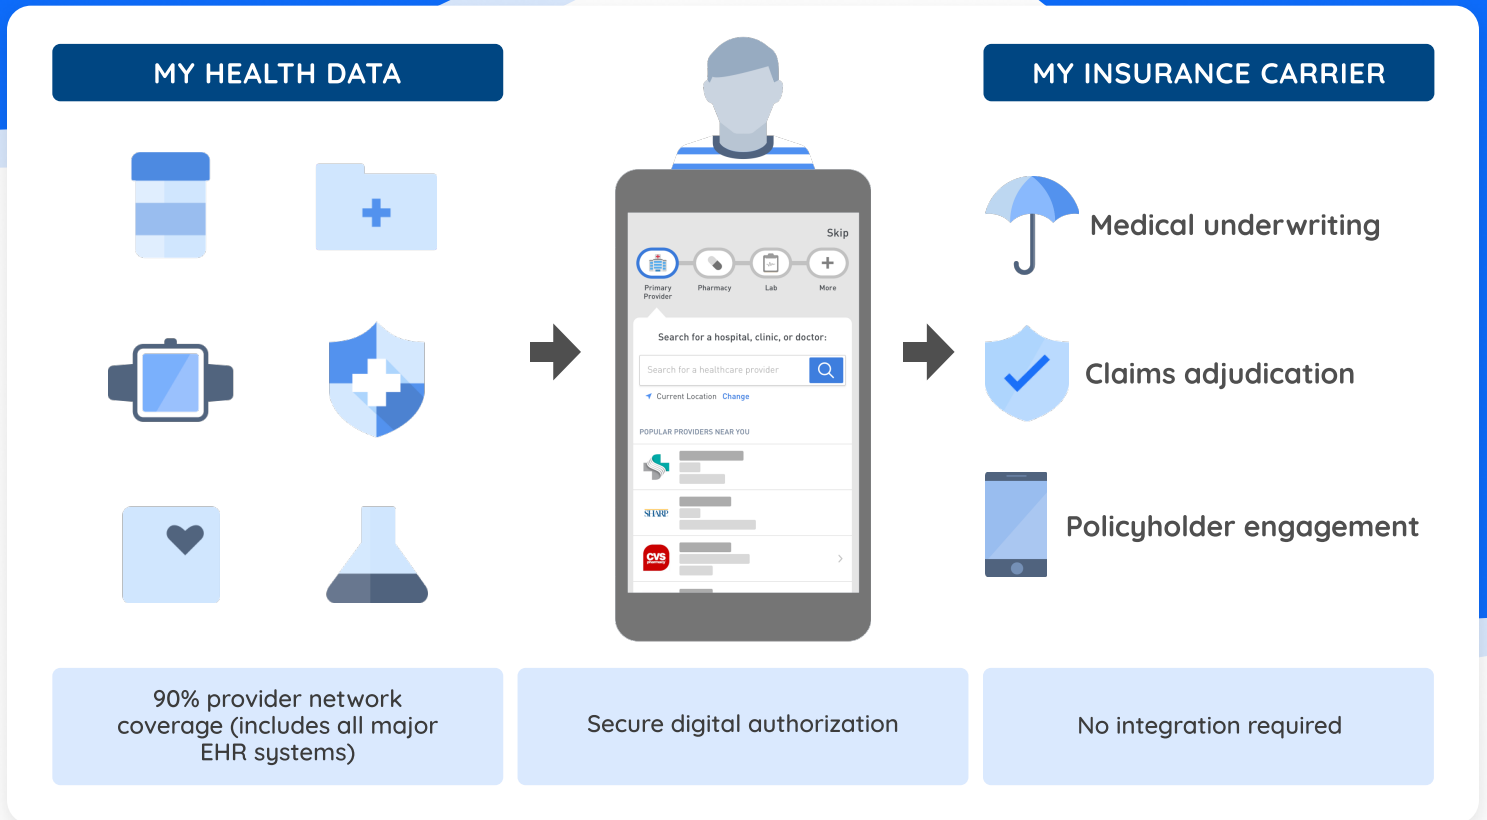 MY HEALTH DATA
MY INSURANCE CARRIER
Skip
Primary
Provider
Pharmacy
Lab
More
Search for a hospital, clinic, or doctor:
Search for a healthcare provider
Current Location Change
POPULAR PROVIDERS NEAR YOU
SHARP
CVS
pharmacy
Medical underwriting
Claims adjudication
Policyholder engagement
90% provider network
coverage (includes all major
EHR systems)
Secure digital authorization
No integration required